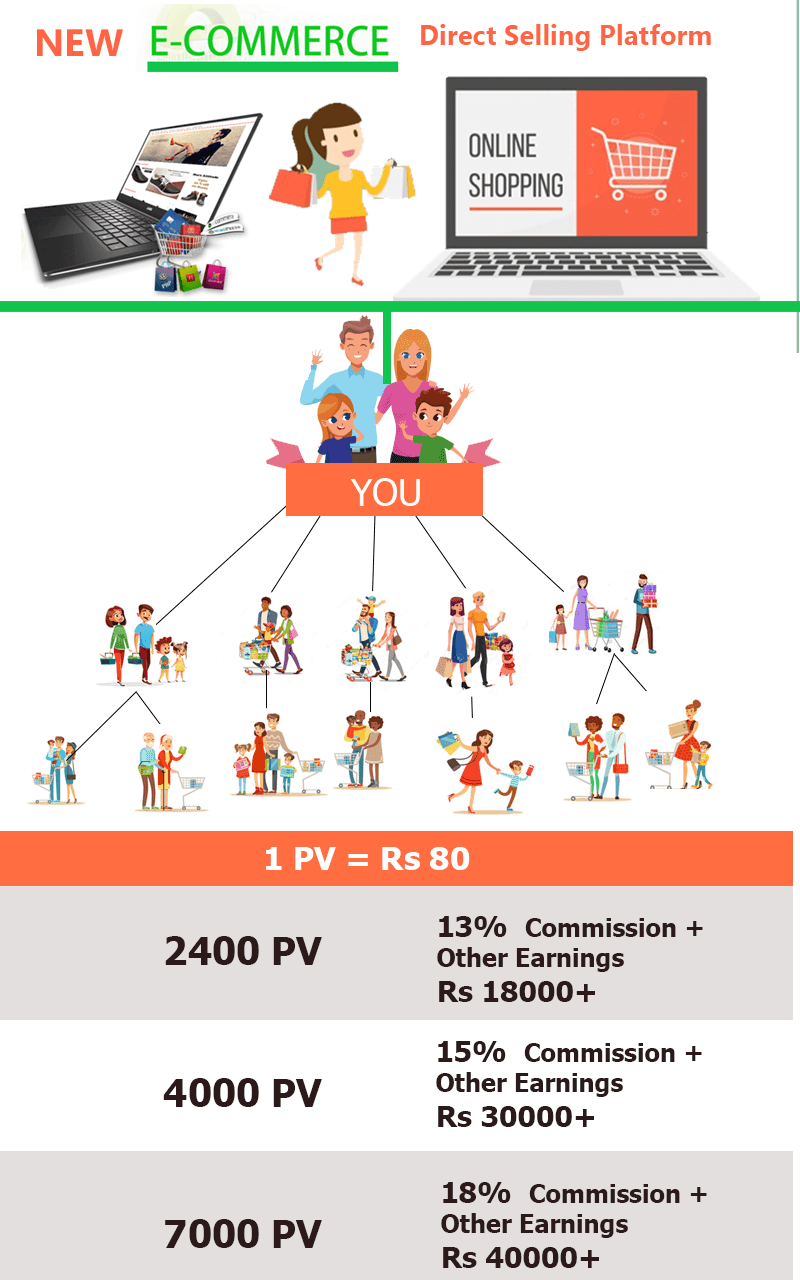 NEW E-COMMERCE Direct Selling Platform
ONLINE
SHOPPING
YOU
1 PV = Rs 80
2400 PV
13% Commission +
Other Earnings
Rs 18000+
4000 PV
15% Commission +
Other Earnings
Rs 30000+
7000 PV
18% Commission +
Other Earnings
Rs 40000+